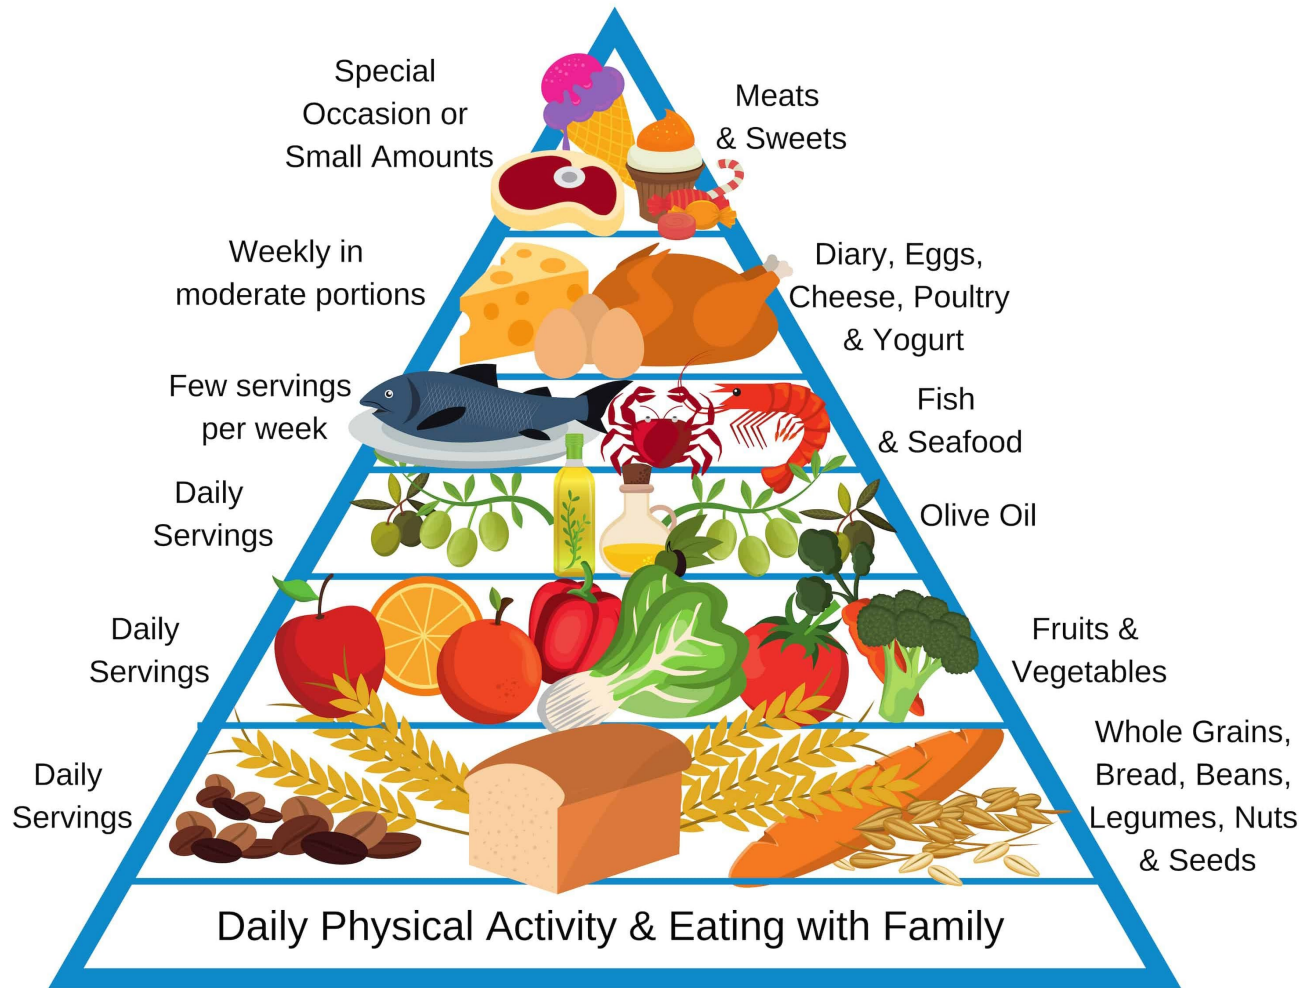 Special
Occasion or
Small Amounts
Meats
& Sweets
Weekly in
moderate portions
Diary, Eggs,
Cheese, Poultry
& Yogurt
Few servings
per week
Fish
& Seafood
Daily
Servings
Olive Oil
Daily
Servings
Fruits &
Vegetables
Daily
Servings
Whole Grains,
Bread, Beans,
Legumes, Nuts
& Seeds
Daily Physical Activity & Eating with Family